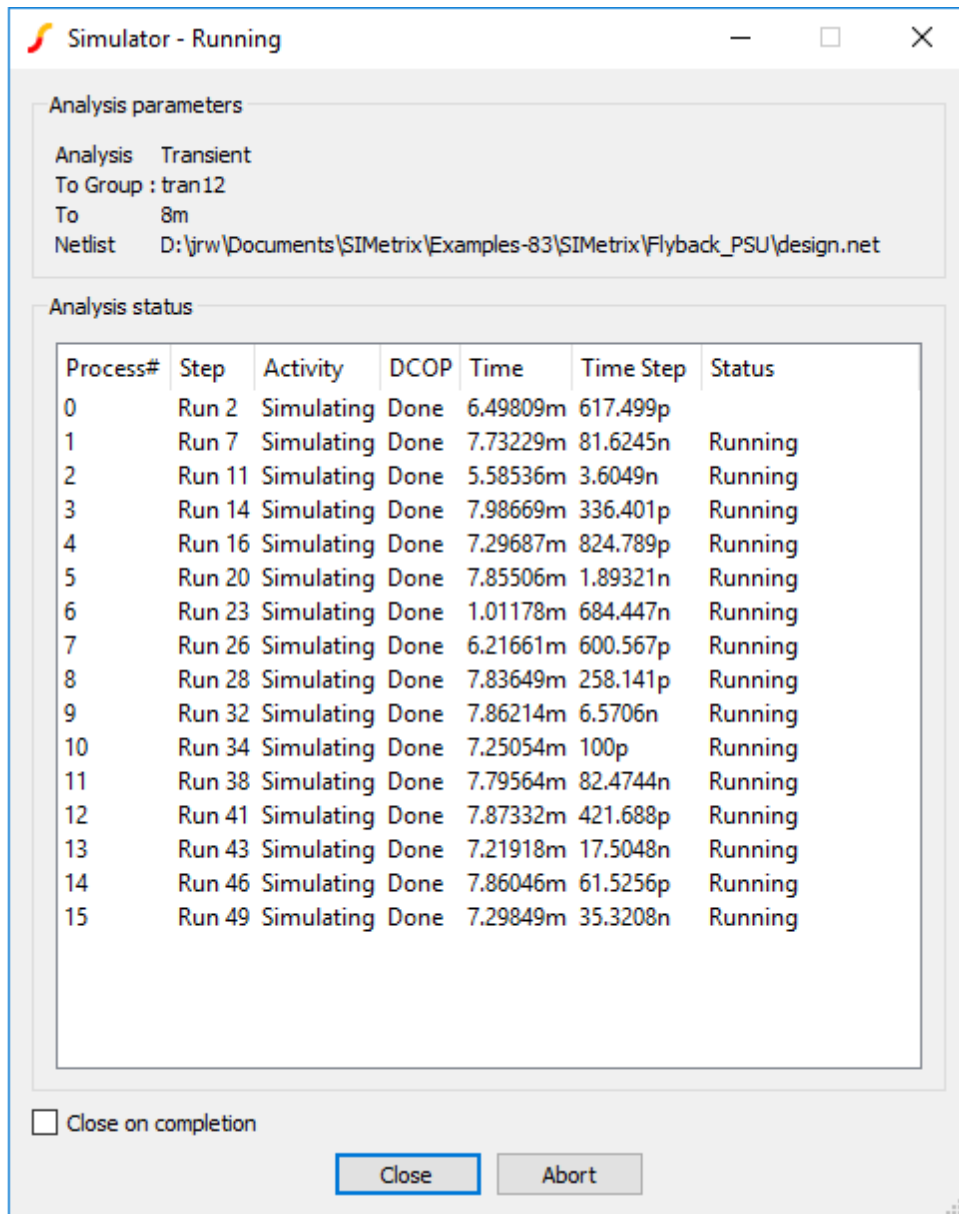 Simulator - Running
Analysis parameters
Analysis Transient
To Group : tran12
To 8m
Netlist D:\jrw\Documents\SIMetrix\Examples-83\SIMetrix\Flyback_PSU\design.net
Analysis status
Process# Step Activity DCOP Time Time Step Status
0 Run 2 Simulating Done 6.49809m 617.499p
1 Run 7 Simulating Done 7.73229m 81.6245n Running
2 Run 11 Simulating Done 5.58536m 3.6049n Running
3 Run 14 Simulating Done 7.98669m 336.401p Running
4 Run 16 Simulating Done 7.29687m 824.789p Running
5 Run 20 Simulating Done 7.85506m 1.89321n Running
6 Run 23 Simulating Done 1.01178m 684.447n Running
7 Run 26 Simulating Done 6.21661m 600.567p Running
8 Run 28 Simulating Done 7.83649m 258.141p Running
9 Run 32 Simulating Done 7.86214m 6.5706n Running
10 Run 34 Simulating Done 7.25054m 100p Running
11 Run 38 Simulating Done 7.79564m 82.4744n Running
12 Run 41 Simulating Done 7.87332m 421.688p Running
13 Run 43 Simulating Done 7.21918m 17.5048n Running
14 Run 46 Simulating Done 7.86046m 61.5256p Running
15 Run 49 Simulating Done 7.29849m 35.3208n Running
Close on completion
Close Abort